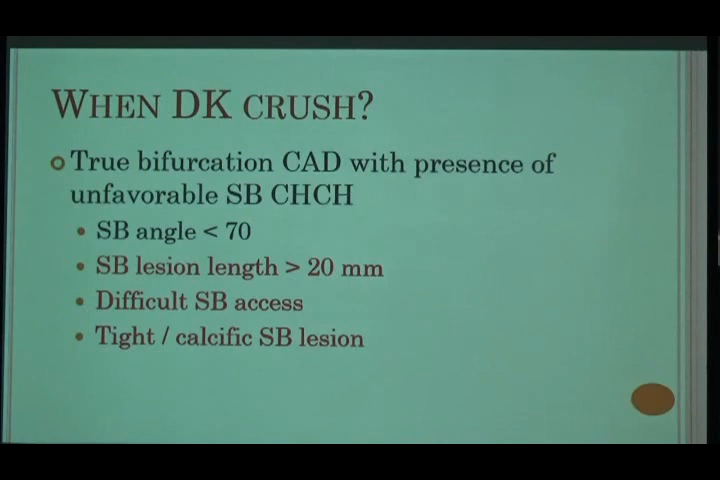 WHEN DK CRUSH?
True bifurcation CAD with presence of
unfavorable SB CHCH
SB angle < 70
SB lesion length > 20 mm
Difficult SB access
Tight / calcific SB lesion